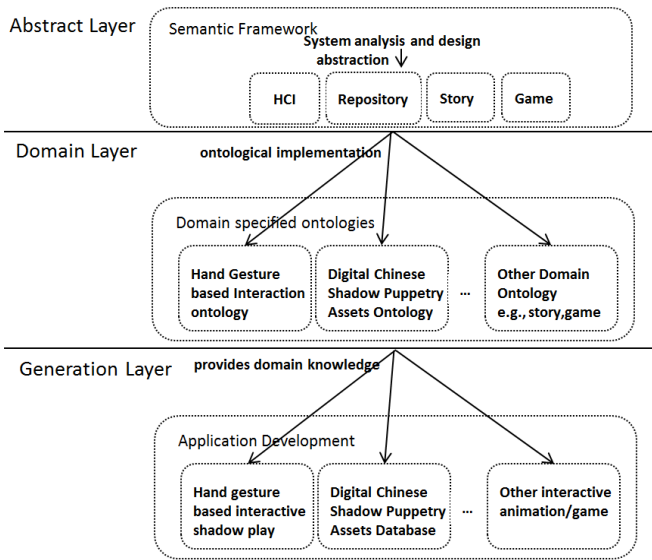 Abstract Layer
Semantic Framework
System analysis and design
abstraction
HCI
Repository
Story
Game
Domain Layer
ontological implementation
Domain specified ontologies
Hand Gesture
based Interaction
ontology
Digital Chinese
Shadow Puppetry
Assets Ontology
...
Other Domain
Ontology
e.g., story,game
Generation Layer
provides domain knowledge
Application Development
Hand gesture
based interactive
shadow play
Digital Chinese
Shadow Puppetry
Assets Database
...
Other interactive
animation/game